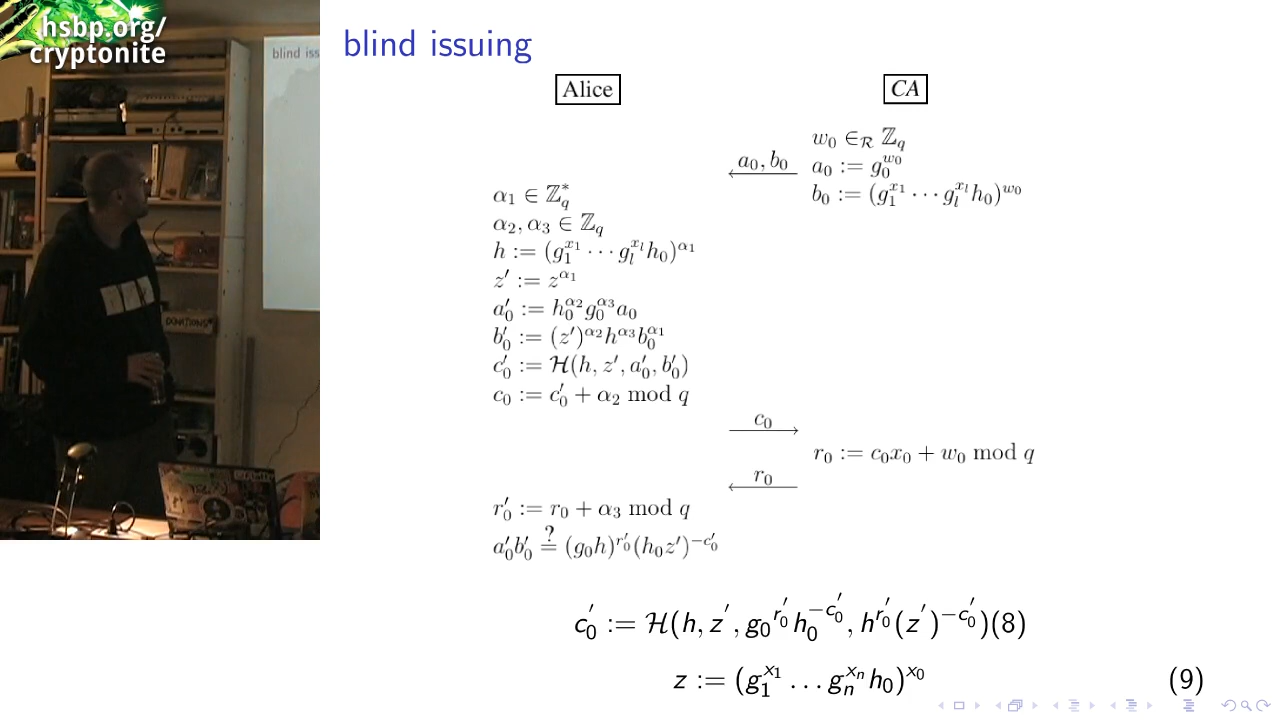 hsbp.org/
cryptonite
blind iss
DONATIONS
blind issuing
Alice
CA
w₀ ∈_ℛ ℤ_q
a₀, b₀
a₀ := g₀^{w₀}
b₀ := (g₁^{x₁} ··· g_l^{x_l} h₀)^{w₀}
α₁ ∈ ℤ*_q
α₂, α₃ ∈ ℤ_q
h := (g₁^{x₁} ··· g_l^{x_l} h₀)^{α₁}
z′ := z^{α₁}
a′₀ := h₀^{α₂} g₀^{α₃} a₀
b′₀ := (z′)^{α₂} h^{α₃} b₀^{α₁}
c′₀ := ℋ(h, z′, a′₀, b′₀)
c₀ := c′₀ + α₂ mod q
c₀
r₀ := c₀x₀ + w₀ mod q
r₀
r′₀ := r₀ + α₃ mod q
a′₀b′₀ ≟ (g₀h)^{r′₀}(h₀z′)^{−c′₀}
c′₀ := ℋ(h, z′, g₀^{r′₀} h₀^{−c′₀}, h^{r′₀}(z′)^{−c′₀})(8)
z := (g₁^{x₁} … g_n^{x_n} h₀)^{x₀} (9)